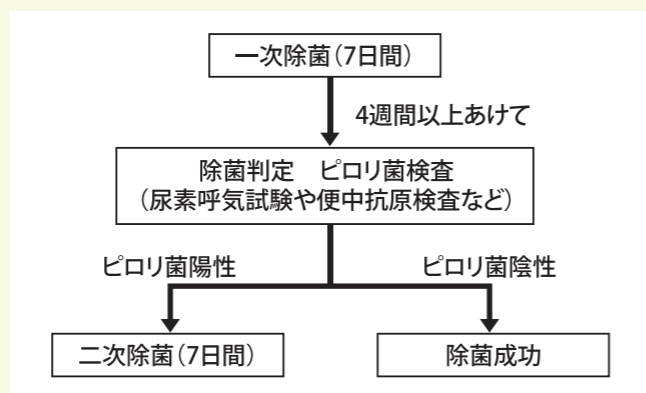 一次除菌（7日間）
4週間以上あけて
除菌判定　ピロリ菌検査
（尿素呼気試験や便中抗原検査など）
ピロリ菌陽性
ピロリ菌陰性
二次除菌（7日間）
除菌成功